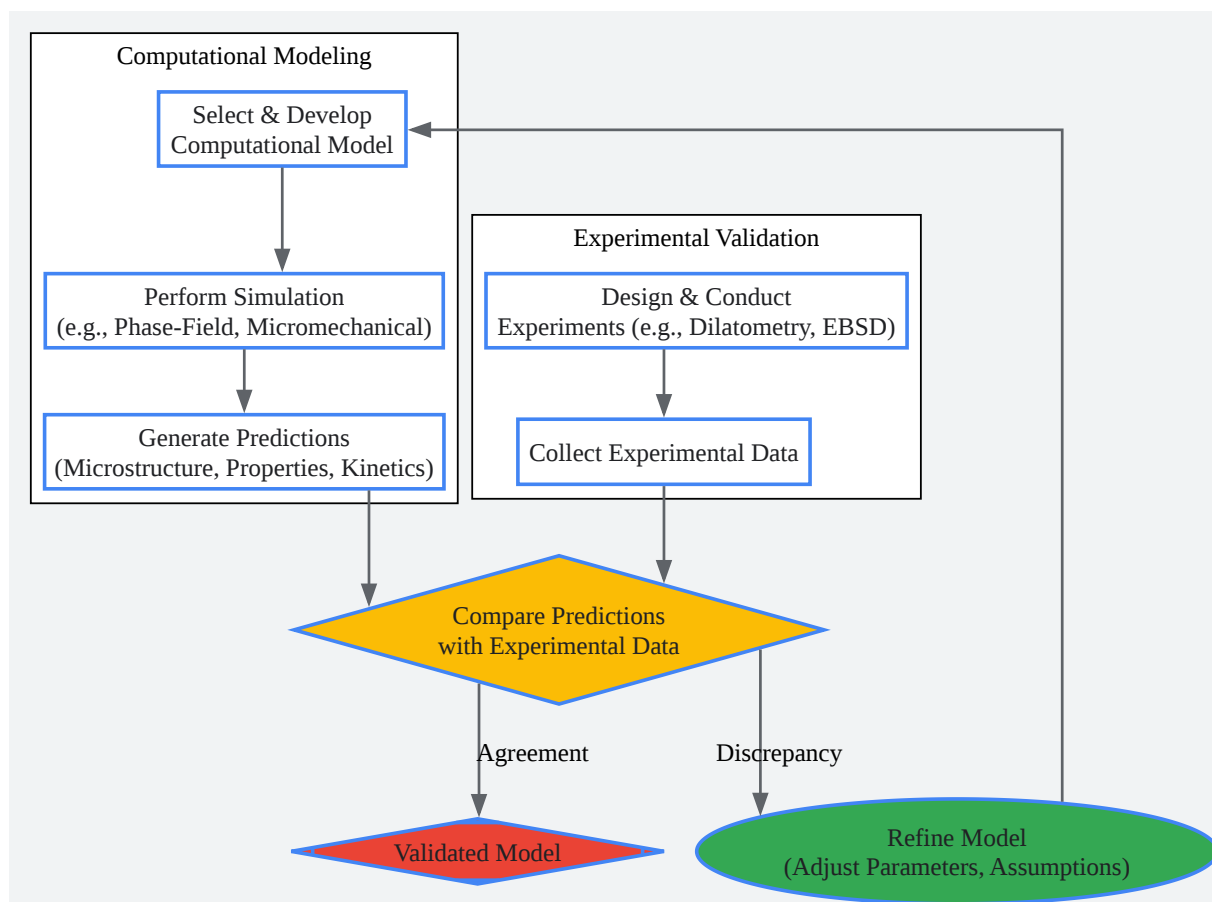 Computational Modeling
Select & Develop
Computational Model
Experimental Validation
Perform Simulation
(e.g., Phase-Field, Micromechanical)
Design & Conduct
Experiments (e.g., Dilatometry, EBSD)
Generate Predictions
(Microstructure, Properties, Kinetics)
Collect Experimental Data
Compare Predictions
with Experimental Data
Agreement
Discrepancy
Validated Model
Refine Model
(Adjust Parameters, Assumptions)